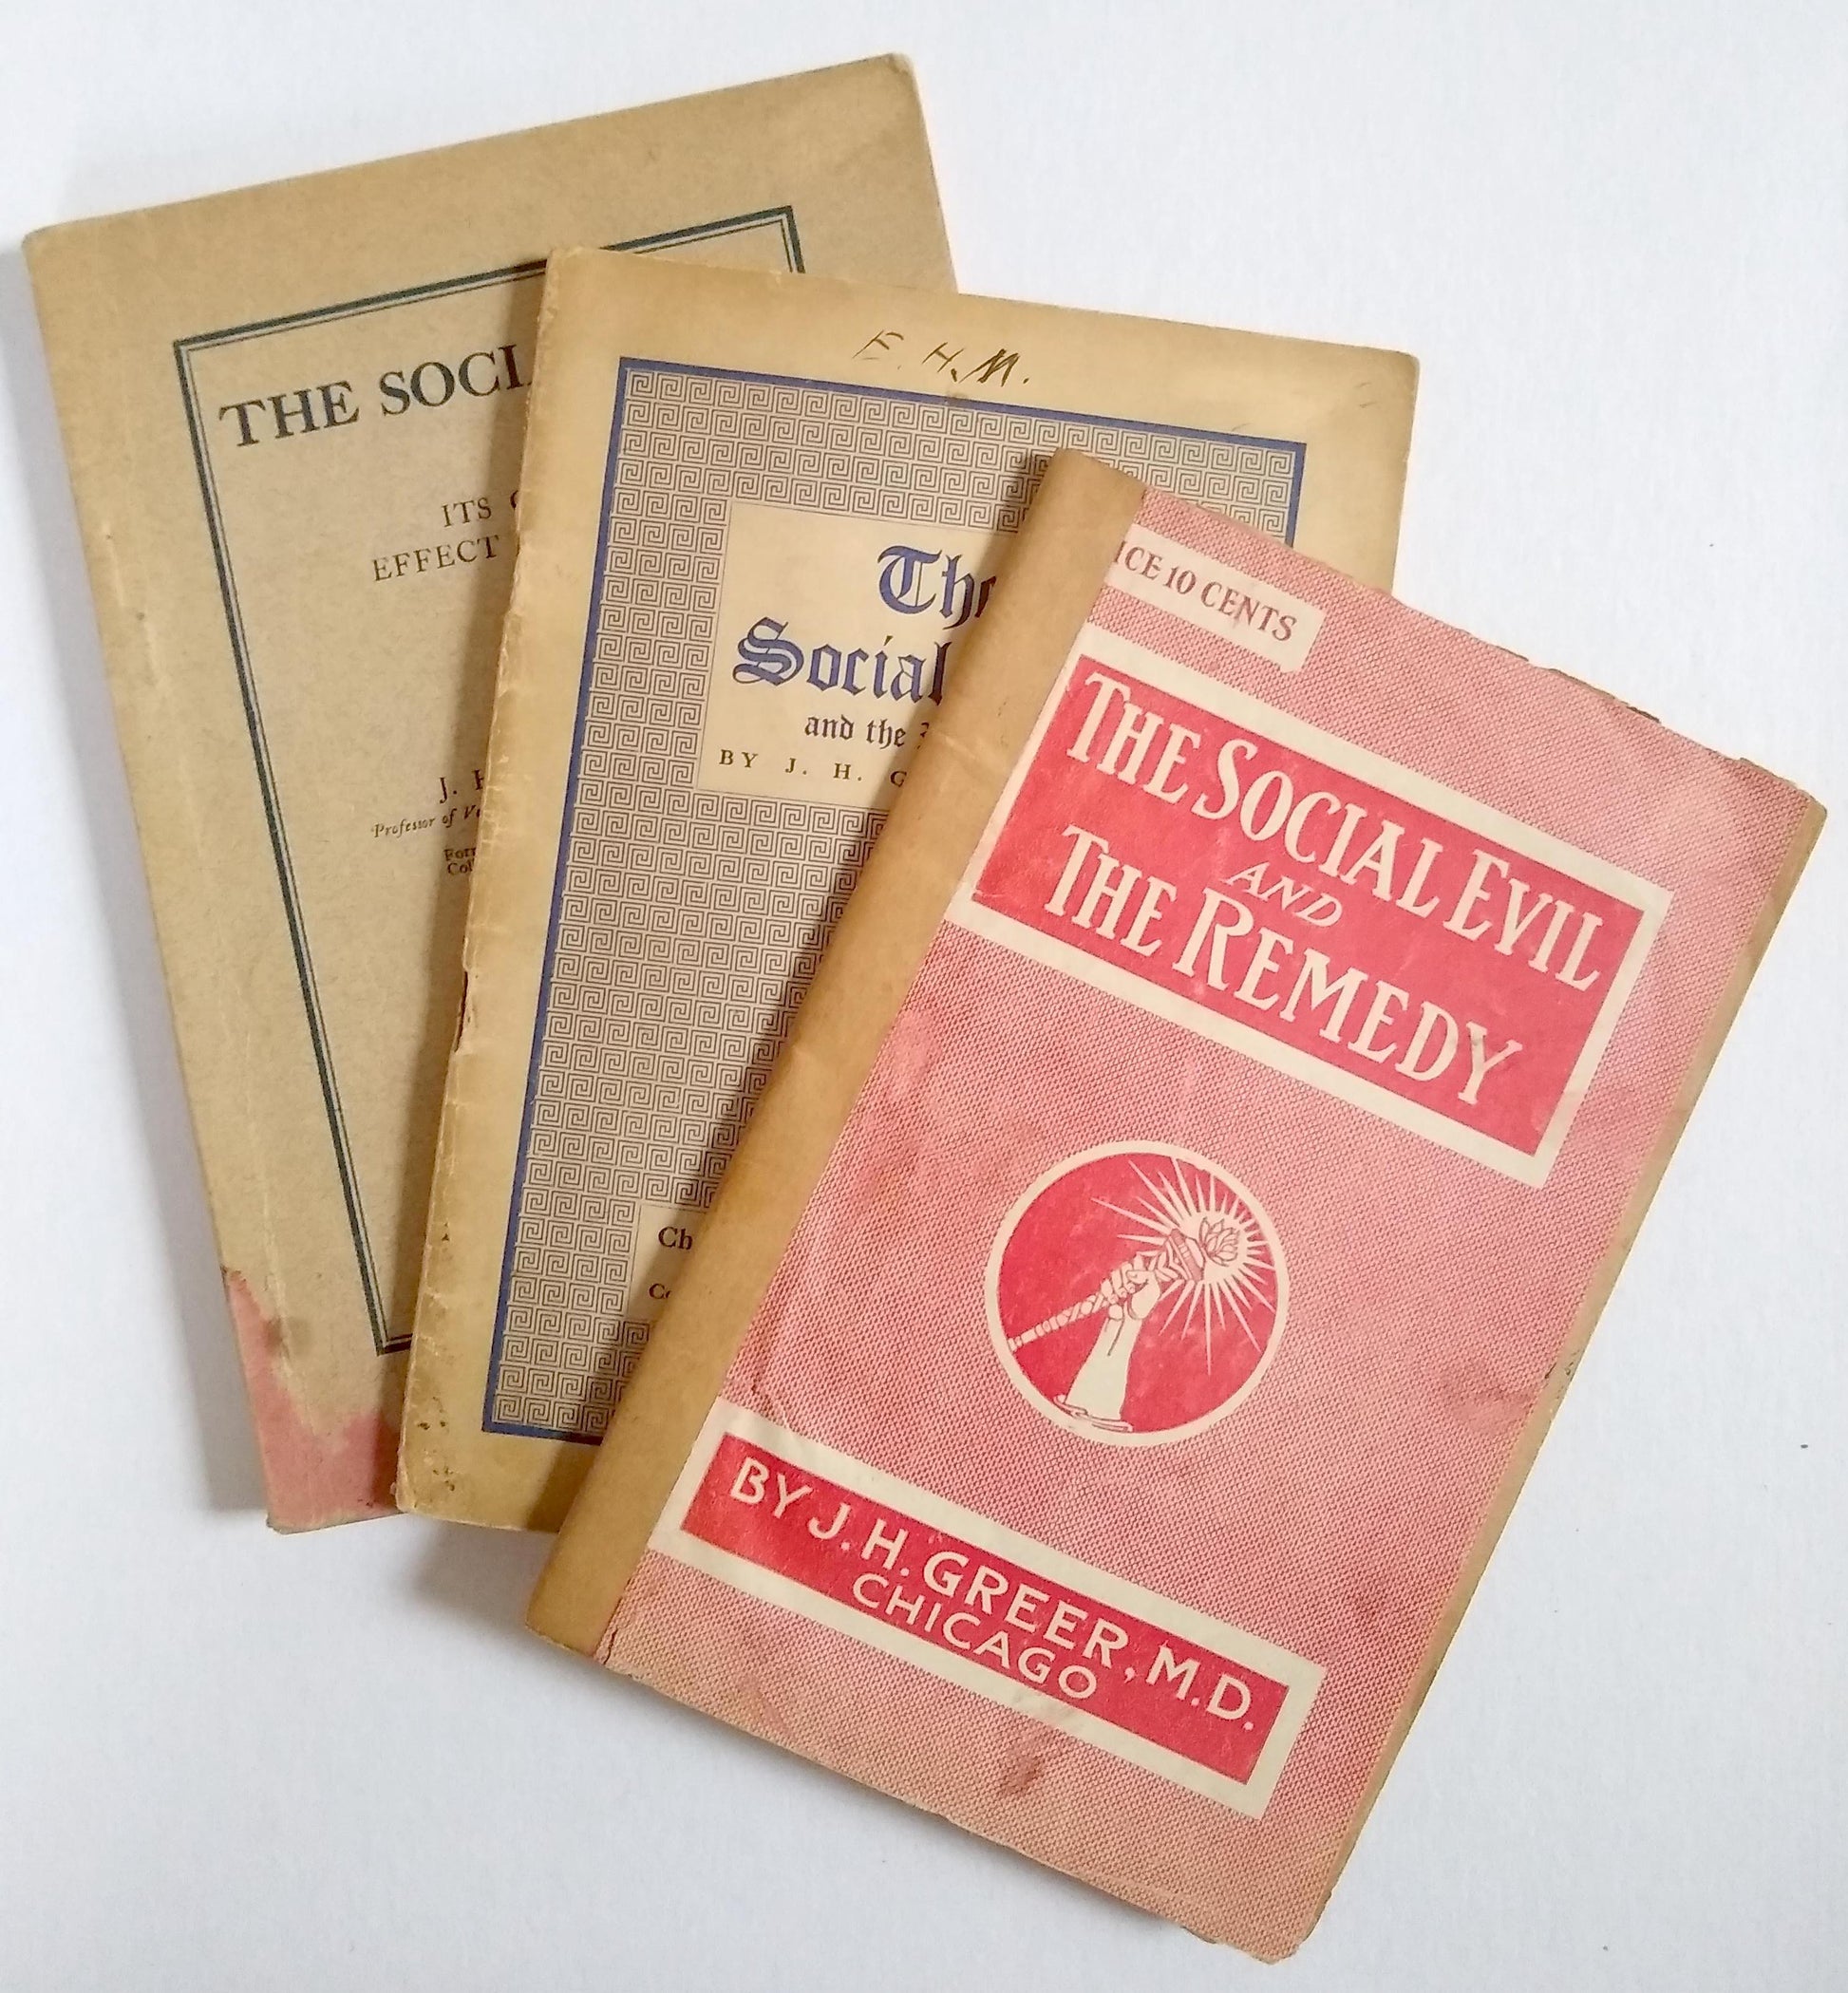 THE SOCI
ITS
EFFECT
J.
Professor of
E. H. M.
The
Social
and the
BY J. H. G
Ch
ICE 10 CENTS
THE SOCIAL EVIL
AND
THE REMEDY
BY J. H. GREER, M.D.
CHICAGO